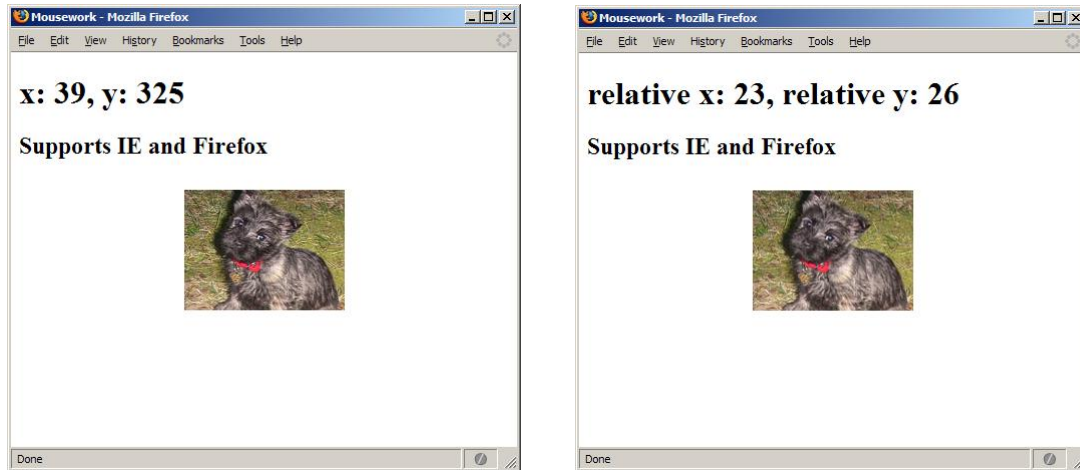 Mousework - Mozilla Firefox
File Edit View History Bookmarks Tools Help
x: 39, y: 325
Supports IE and Firefox
Done
Mousework - Mozilla Firefox
File Edit View History Bookmarks Tools Help
relative x: 23, relative y: 26
Supports IE and Firefox
Done